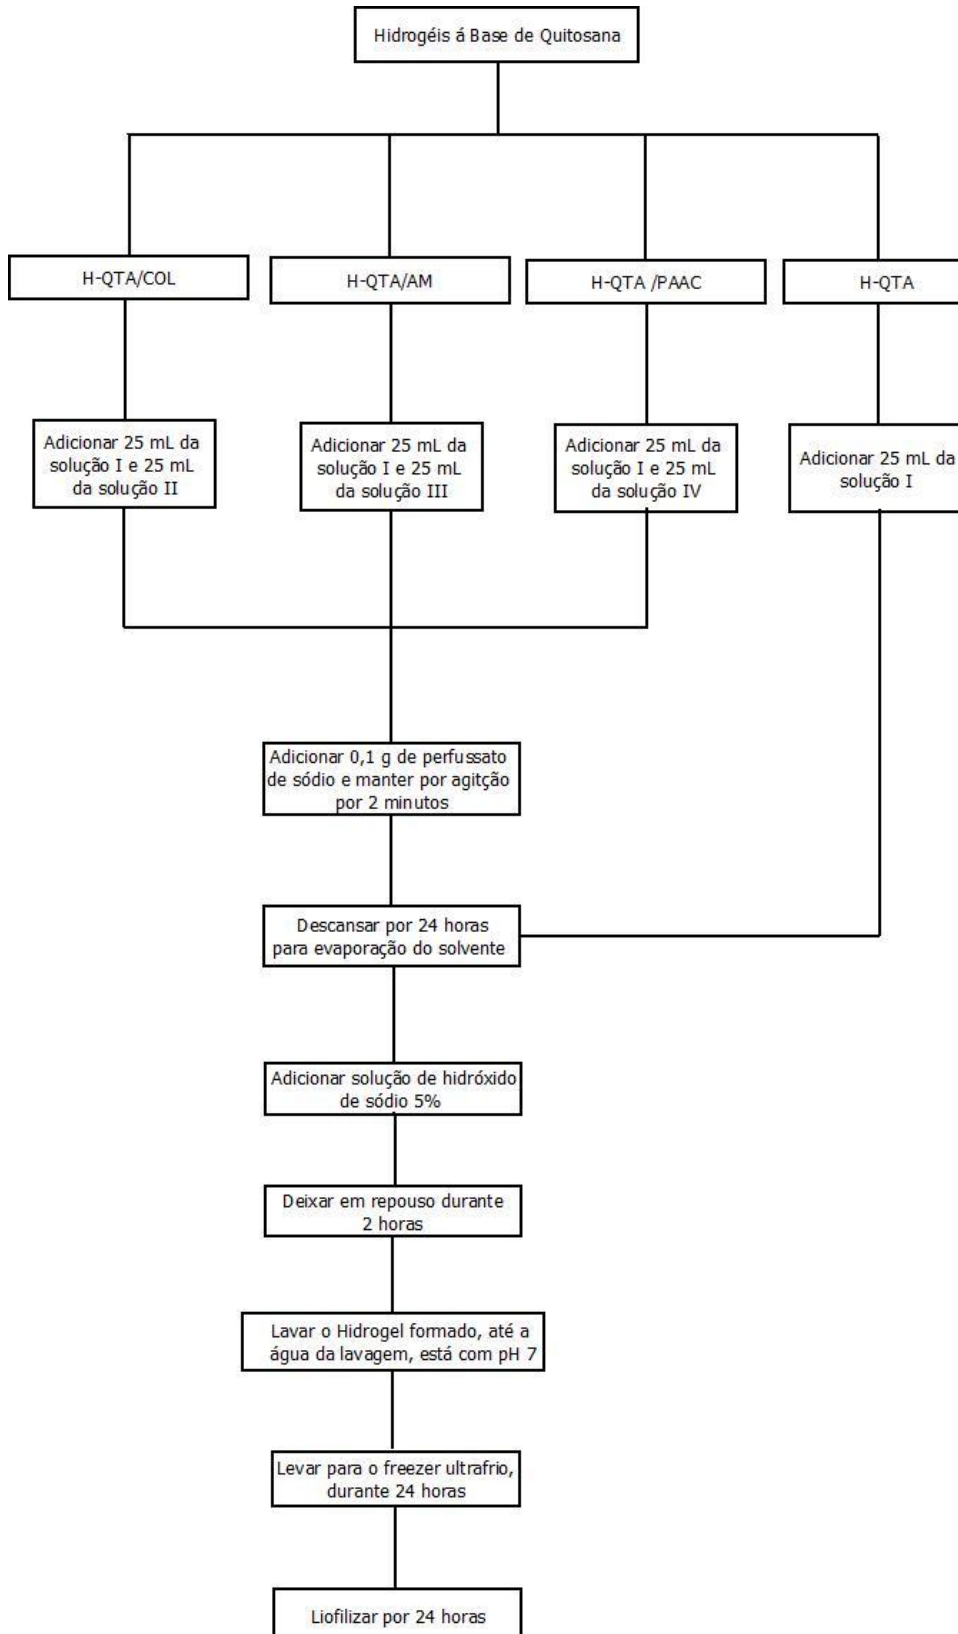 Hidrogéis á Base de Quitosana
H-QTA/COL
H-QTA/AM
H-QTA /PAAC
H-QTA
Adicionar 25 mL da
solução I e 25 mL
da solução II
Adicionar 25 mL da
solução I e 25 mL
da solução III
Adicionar 25 mL da
solução I e 25 mL
da solução IV
Adicionar 25 mL da
solução I
Adicionar 0,1 g de perfussato
de sódio e manter por agitção
por 2 minutos
Descansar por 24 horas
para evaporação do solvente
Adicionar solução de hidróxido
de sódio 5%
Deixar em repouso durante
2 horas
Lavar o Hidrogel formado, até a
água da lavagem, está com pH 7
Levar para o freezer ultrafrio,
durante 24 horas
Liofilizar por 24 horas